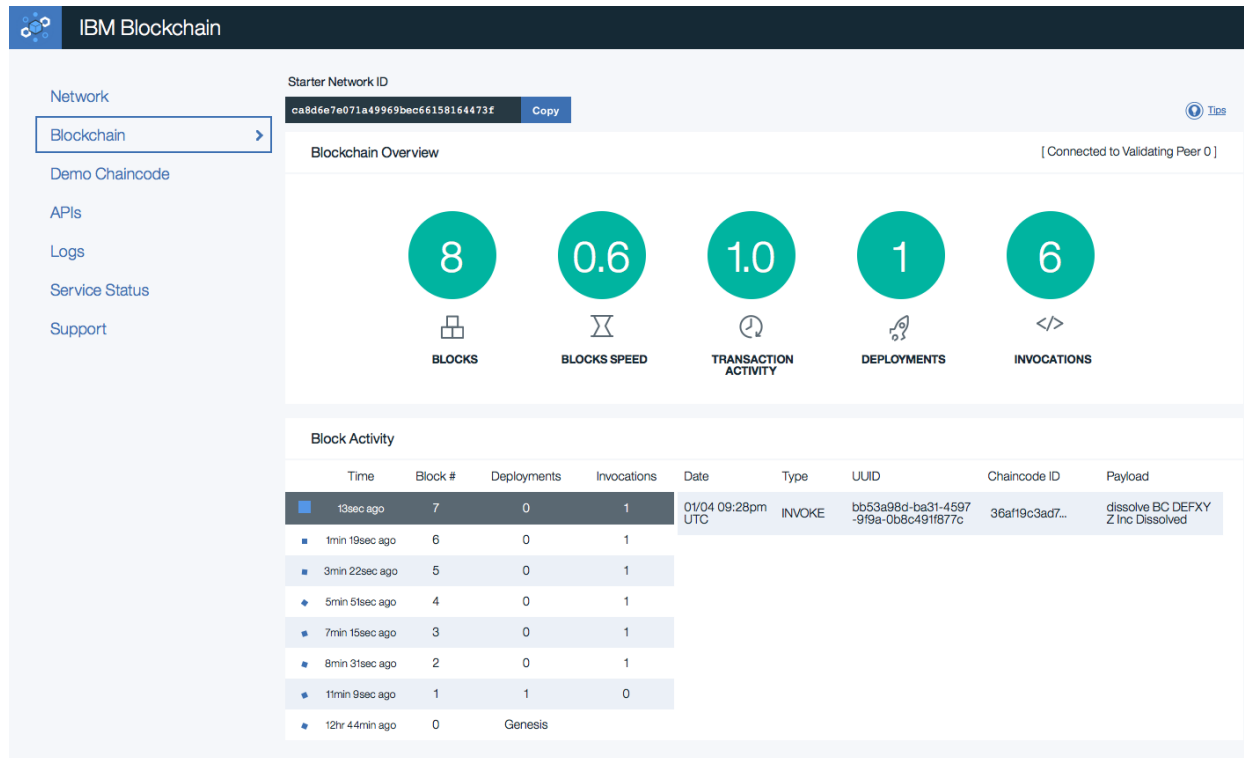 IBM Blockchain
Network
Blockchain
Demo Chaincode
APIs
Logs
Service Status
Support
Starter Network ID
ca8d6e7e071a49969bec66158164473f Copy
Tips
Blockchain Overview [ Connected to Validating Peer 0 ]
8 0.6 1.0 1 6
</>
BLOCKS BLOCKS SPEED TRANSACTION DEPLOYMENTS INVOCATIONS
ACTIVITY
Block Activity
Time Block # Deployments Invocations Date Type UUID Chaincode ID Payload
13sec ago 7 0 1 01/04 09:28pm INVOKE bb53a98d-ba31-4597 36af19c3ad7... dissolve BC DEFXY
UTC -9f9a-0b8c491f877c Z Inc Dissolved
1min 19sec ago 6 0 1
3min 22sec ago 5 0 1
5min 51sec ago 4 0 1
7min 15sec ago 3 0 1
8min 31sec ago 2 0 1
11min 9sec ago 1 1 0
12hr 44min ago 0 Genesis